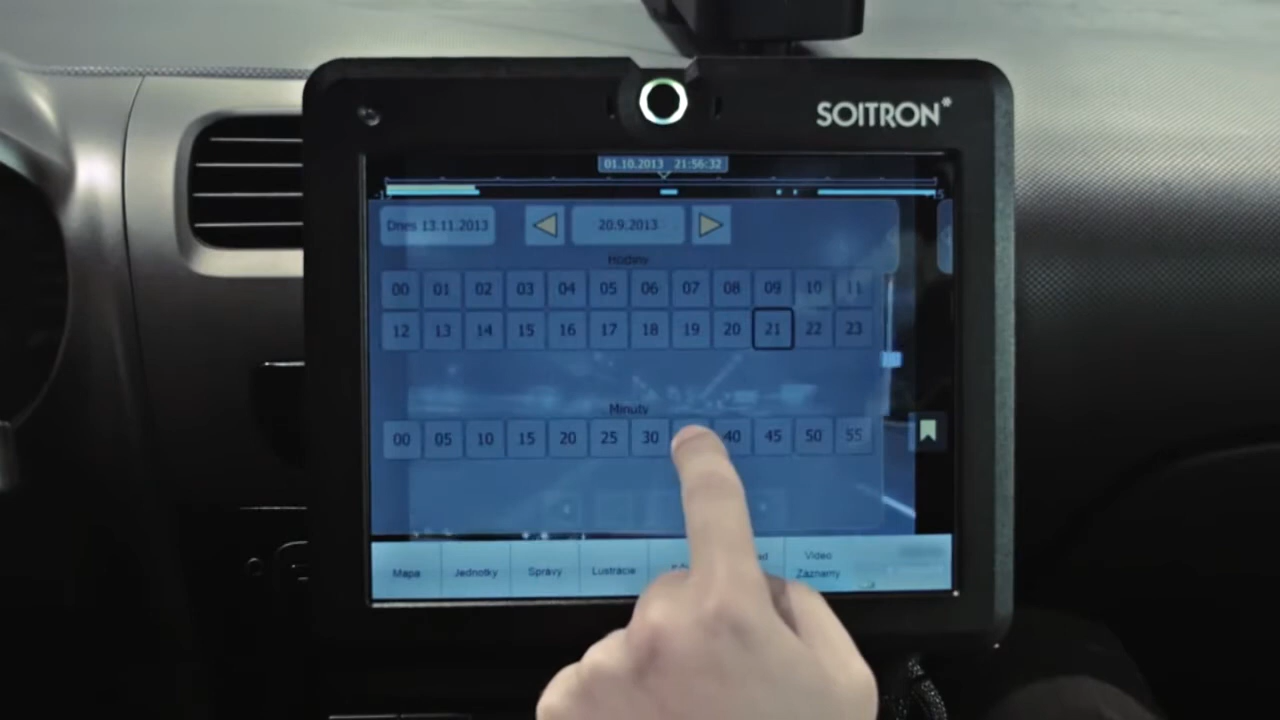 SOITRON*
01.10.2013 21:56:32
Dnes 13.11.2013 20.9.2013
Hodiny
00 01 02 03 04 05 06 07 08 09 10 11
12 13 14 15 16 17 18 19 20 21 22 23
Minuty
00 05 10 15 20 25 30 40 45 50 55
Mapa Jednotky Správy Lustrácie Video Záznamy